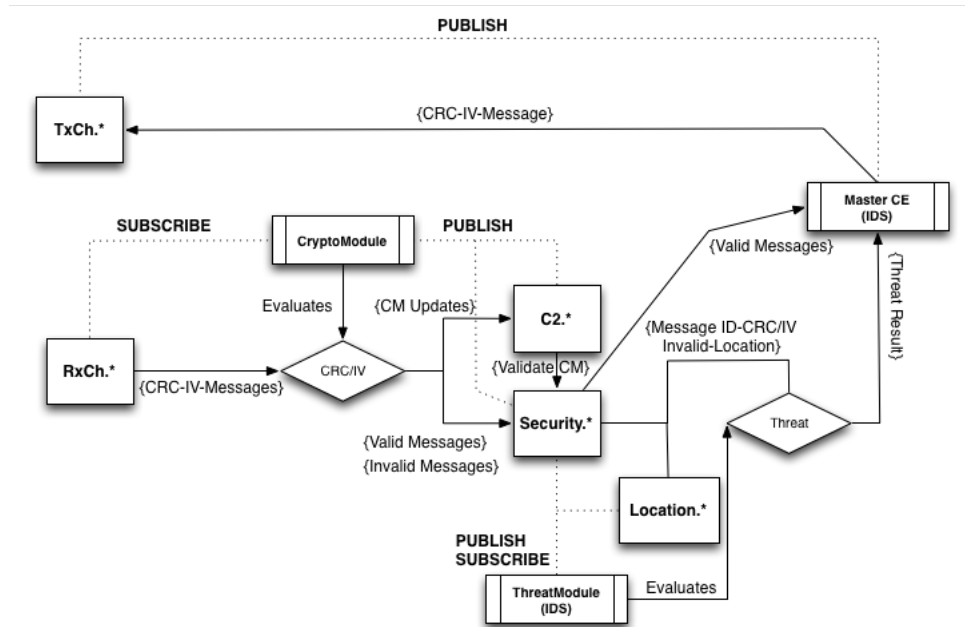 PUBLISH
TxCh.*
{CRC-IV-Message}
Master CE
(IDS)
SUBSCRIBE
CryptoModule
PUBLISH
{Valid Messages}
{Threat Result}
Evaluates
{CM Updates}
C2.*
{Message ID-CRC/IV
Invalid-Location}
RxCh.*
{CRC-IV-Messages}
CRC/IV
{Validate CM}
Security.*
Threat
{Valid Messages}
{Invalid Messages}
Location.*
PUBLISH
SUBSCRIBE
ThreatModule
(IDS)
Evaluates